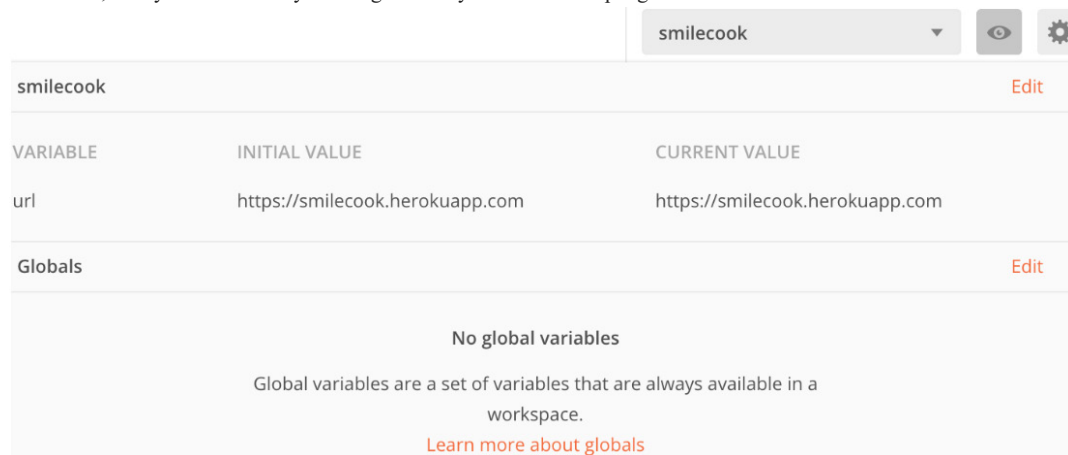 smilecook
smilecook Edit
VARIABLE INITIAL VALUE CURRENT VALUE
url https://smilecook.herokuapp.com https://smilecook.herokuapp.com
Globals Edit
No global variables
Global variables are a set of variables that are always available in a
workspace.
Learn more about globals